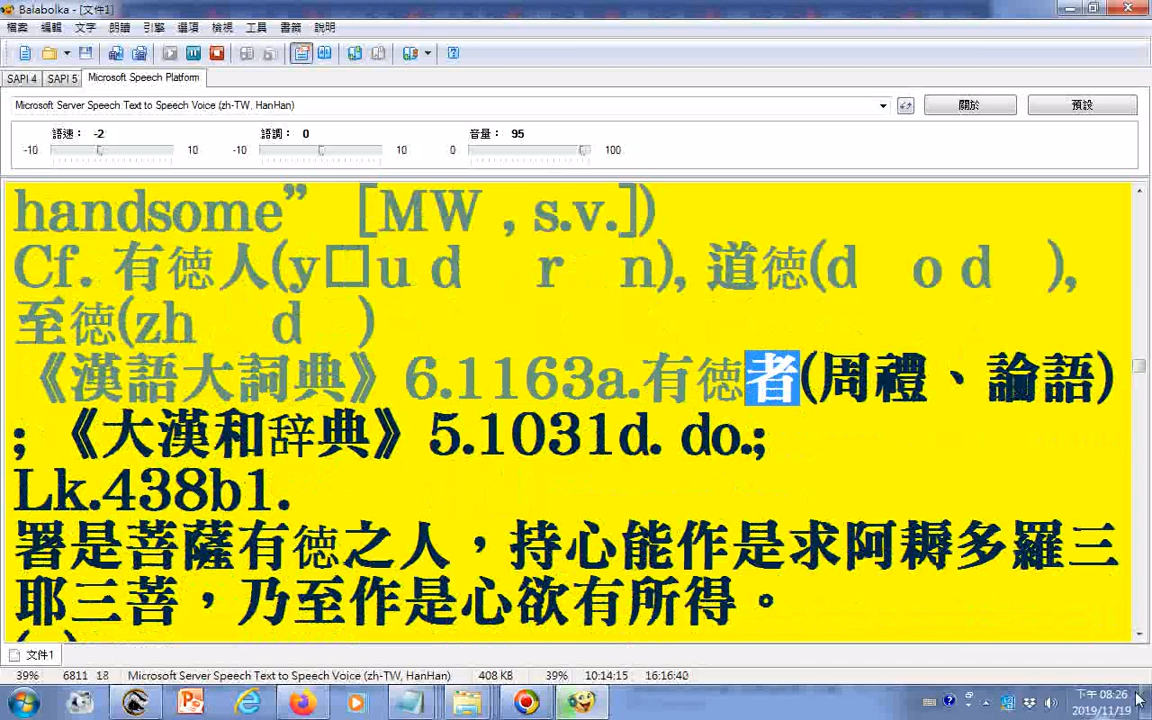 Balabolka - [文件1]
檔案 編輯 文字 朗讀 引擎 選項 檢視 工具 書籤 說明
SAPI 4 SAPI 5 Microsoft Speech Platform
Microsoft Server Speech Text to Speech Voice (zh-TW, HanHan) 關於 預設
語速： -2 語調： 0 音量： 95
-10 10 -10 10 0 100
handsome” [MW , s.v.])
Cf. 有徳人(y□u d r n), 道徳(d o d ),
至徳(zh d )
《漢語大詞典》6.1163a.有徳者(周禮、論語)
;《大漢和辞典》5.1031d. do.;
Lk.438b1.
署是菩薩有徳之人，持心能作是求阿耨多羅三
耶三菩，乃至作是心欲有所得。
文件1
39% 6811 18 Microsoft Server Speech Text to Speech Voice (zh-TW, HanHan) 408 KB 39% 10:14:15 16:16:40
下午 08:26
2019/11/19